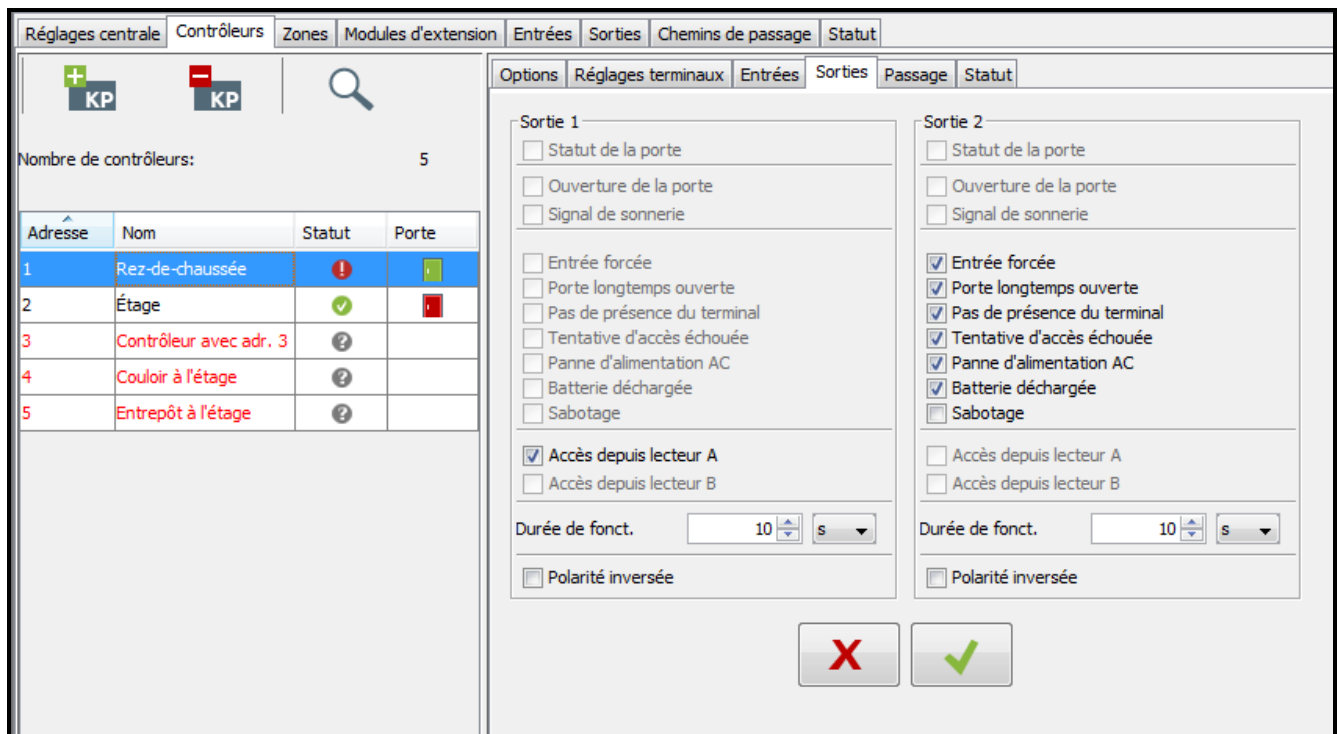 Réglages centrale Contrôleurs Zones Modules d'extension Entrées Sorties Chemins de passage Statut
KP KP
Nombre de contrôleurs: 5
Adresse Nom Statut Porte
1 Rez-de-chaussée
2 Étage
3 Contrôleur avec adr. 3
4 Couloir à l'étage
5 Entrepôt à l'étage
Options Réglages terminaux Entrées Sorties Passage Statut
Sortie 1
Statut de la porte
Ouverture de la porte
Signal de sonnerie
Entrée forcée
Porte longtemps ouverte
Pas de présence du terminal
Tentative d'accès échouée
Panne d'alimentation AC
Batterie déchargée
Sabotage
Accès depuis lecteur A
Accès depuis lecteur B
Durée de fonct. 10 s
Polarité inversée
Sortie 2
Statut de la porte
Ouverture de la porte
Signal de sonnerie
Entrée forcée
Porte longtemps ouverte
Pas de présence du terminal
Tentative d'accès échouée
Panne d'alimentation AC
Batterie déchargée
Sabotage
Accès depuis lecteur A
Accès depuis lecteur B
Durée de fonct. 10 s
Polarité inversée